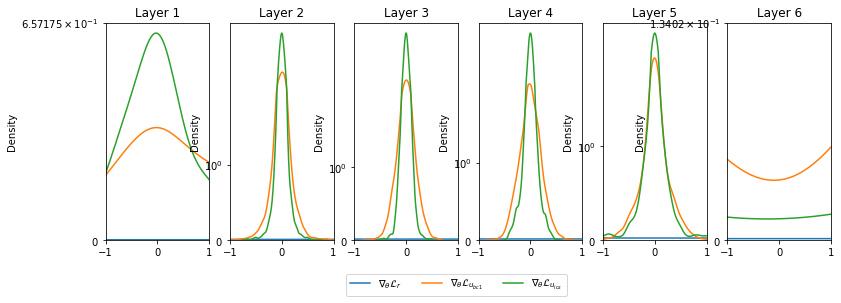 Layer 1 Layer 2 Layer 3 Layer 4 Layer 5 Layer 6
6.57175 × 10⁻¹ 1.3402 × 10⁻¹
Density Density Density Density Density Density
10⁰ 10⁰ 10⁰ 10⁰
0 0 0 0 0 0
−1 0 1 −1 0 1 −1 0 1 −1 0 1 −1 0 1 −1 0 1
∇θℒr ∇θℒu_bc1 ∇θℒu_ics